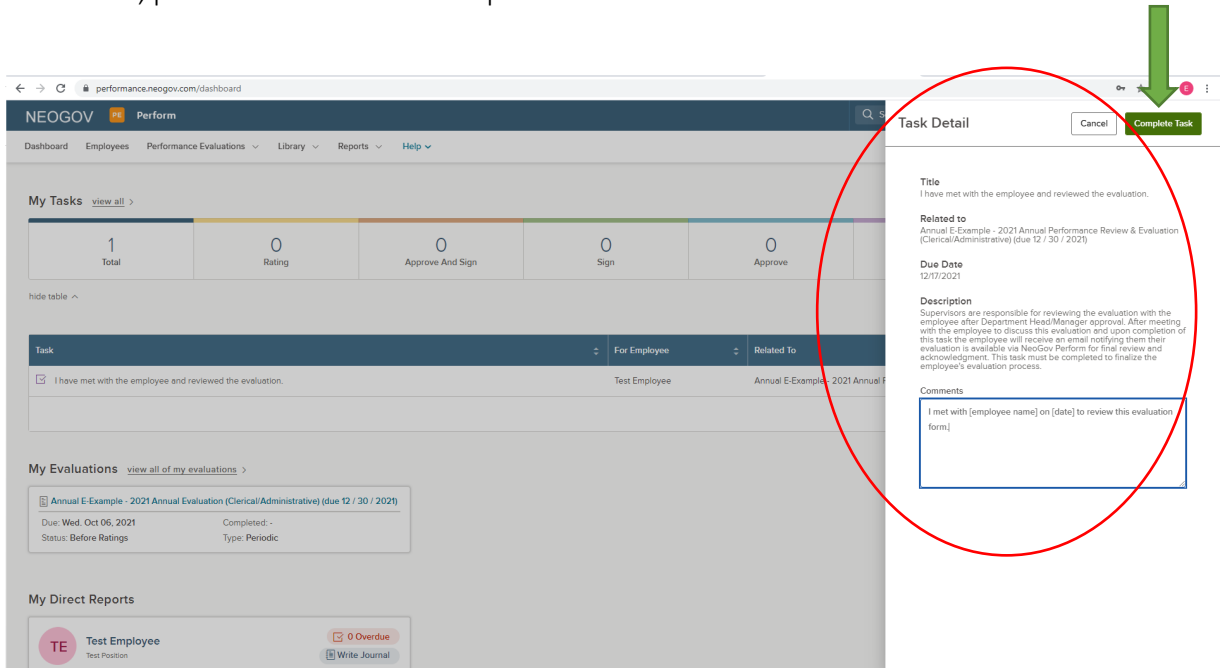 performance.neogov.com/dashboard
E
NEOGOV PE Perform
Dashboard Employees Performance Evaluations Library Reports Help
My Tasks view all >
1
Total
0
Rating
0
Approve And Sign
0
Sign
0
Approve
hide table
Task For Employee Related To
I have met with the employee and reviewed the evaluation. Test Employee Annual E-Example - 2021 Annual
My Evaluations view all of my evaluations >
Annual E-Example - 2021 Annual Evaluation (Clerical/Administrative) (due 12 / 30 / 2021)
Due: Wed. Oct 06, 2021 Completed: -
Status: Before Ratings Type: Periodic
My Direct Reports
TE Test Employee
Test Position
0 Overdue
Write Journal
Task Detail Cancel Complete Task
Title
I have met with the employee and reviewed the evaluation.
Related to
Annual E-Example - 2021 Annual Performance Review & Evaluation
(Clerical/Administrative) (due 12 / 30 / 2021)
Due Date
12/17/2021
Description
Supervisors are responsible for reviewing the evaluation with the
employee after Department Head/Manager approval. After meeting
with the employee to discuss this evaluation and upon completion of
this task the employee will receive an email notifying them their
evaluation is available via NeoGov Perform for final review and
acknowledgment. This task must be completed to finalize the
employee's evaluation process.
Comments
I met with [employee name] on [date] to review this evaluation
form.